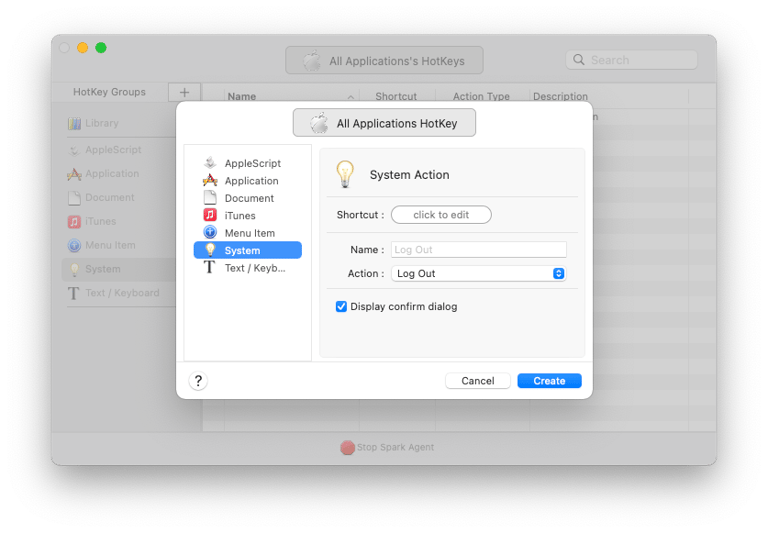 All Applications's HotKeys
Search
HotKey Groups
+
Name
Shortcut
Action Type
Description
Library
AppleScript
Application
Document
iTunes
Menu Item
System
Text / Keyboard
All Applications HotKey
AppleScript
Application
Document
iTunes
Menu Item
System
Text / Keyb...
System Action
Shortcut : click to edit
Name : Log Out
Action : Log Out
Display confirm dialog
?
Cancel
Create
Stop Spark Agent